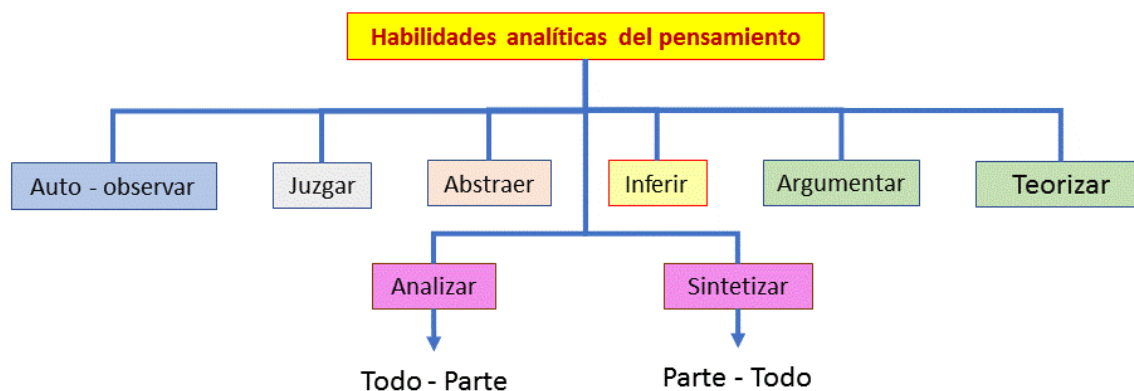 Habilidades analíticas del pensamiento
Auto - observar
Juzgar
Abstraer
Inferir
Argumentar
Teorizar
Analizar
Sintetizar
Todo - Parte
Parte - Todo